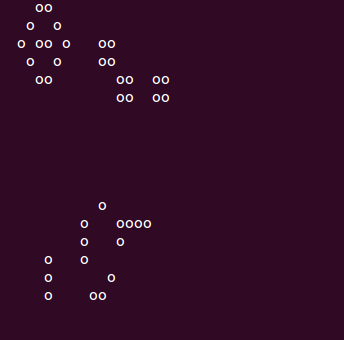 oo
   o  o
  o oo o   oo
   o  o    oo
    oo       oo  oo
             oo  oo





           o
         o   oooo
         o   o
     o   o
     o      o
     o    oo